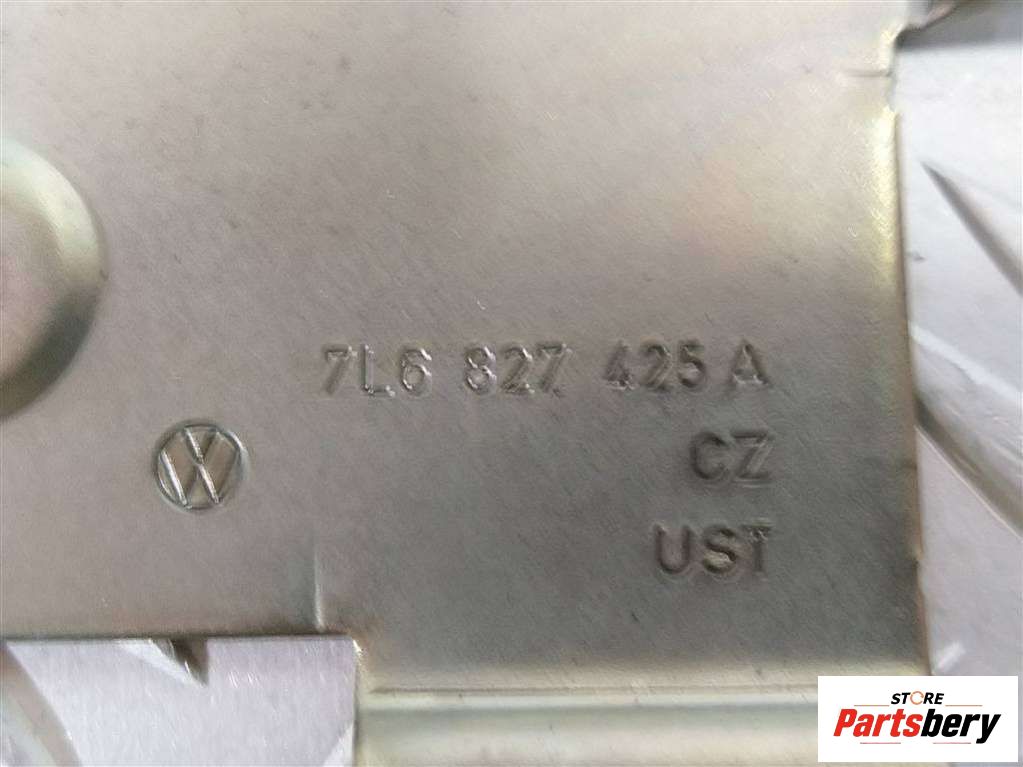 7L6 827 425 A
CZ
UST
STORE
Partsbery